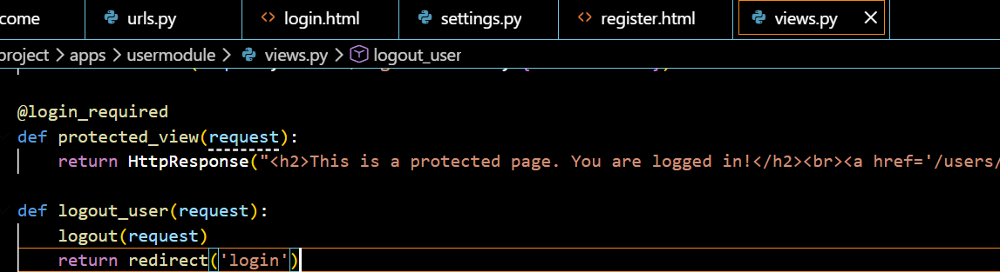 come urls.py login.html settings.py register.html views.py
project > apps > usermodule > views.py > logout_user
@login_required
def protected_view(request):
return HttpResponse("<h2>This is a protected page. You are logged in!</h2><br><a href='/users/
def logout_user(request):
logout(request)
return redirect('login')